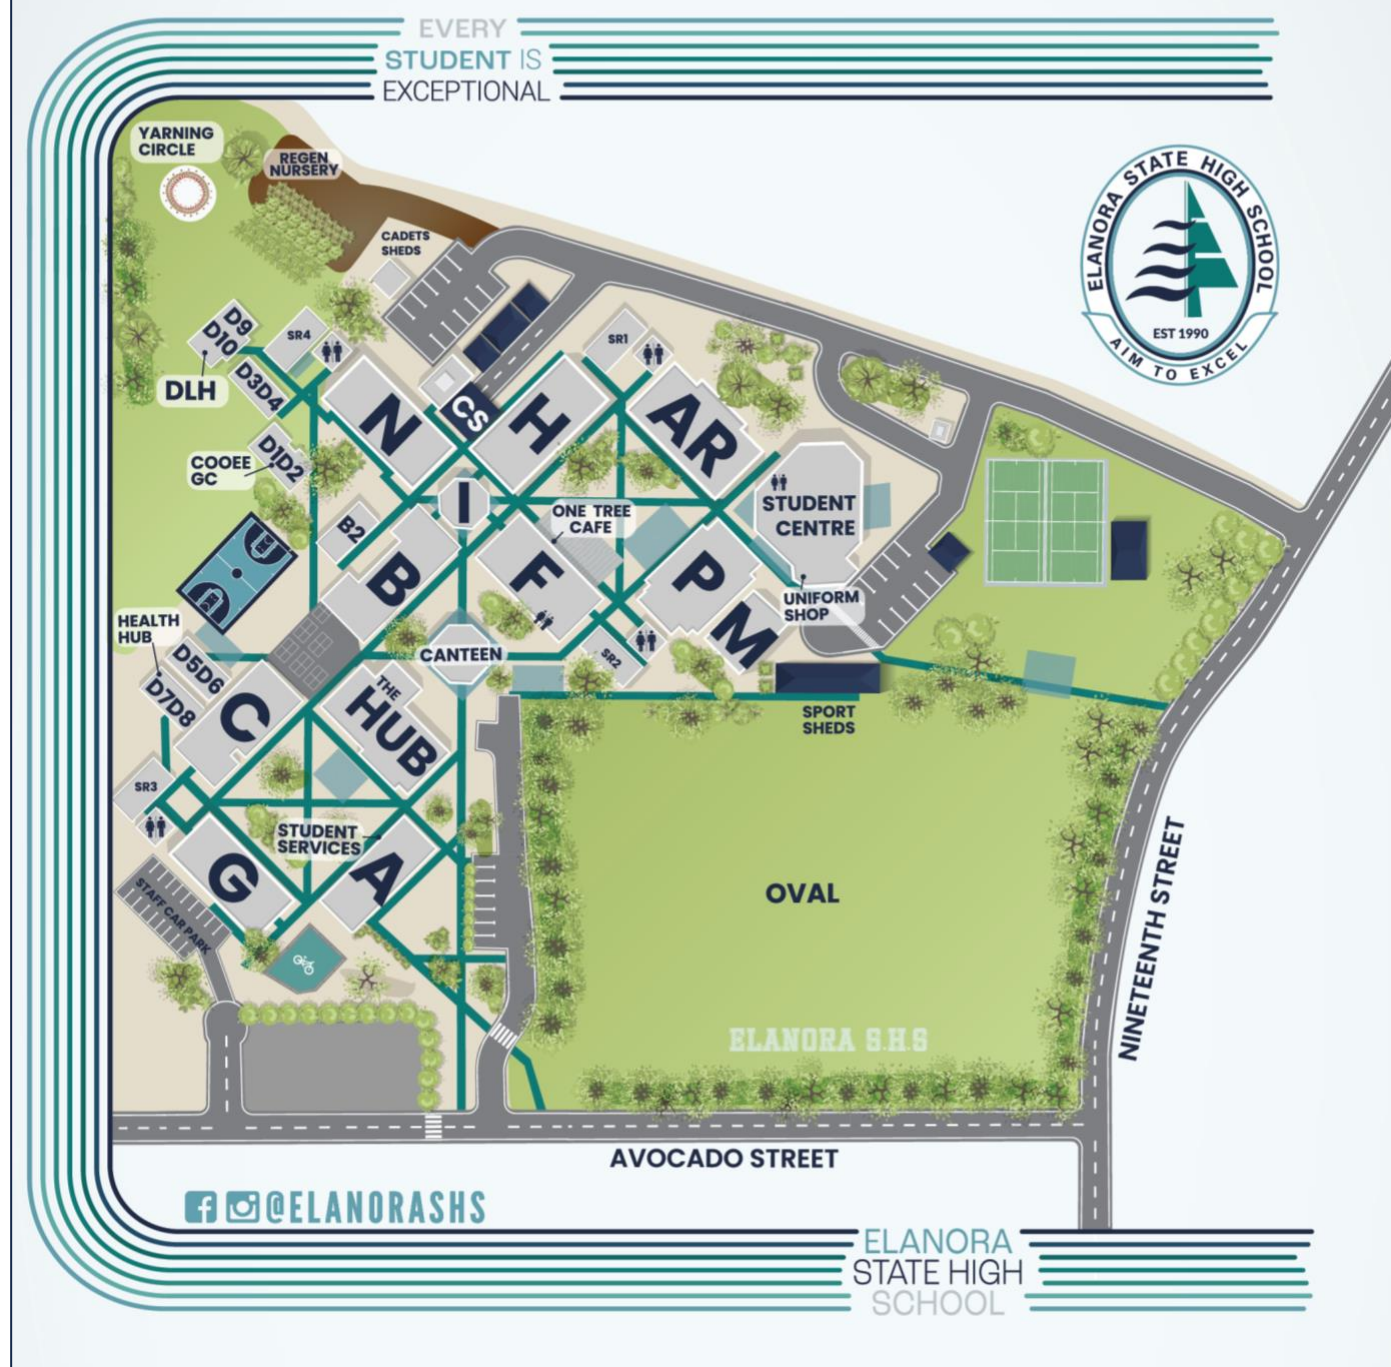 EVERY
STUDENT IS
EXCEPTIONAL
YARNING
CIRCLE
REGEN
NURSERY
ELANORA STATE HIGH SCHOOL
EST 1990
AIM TO EXCEL
CADETS
SHEDS
D9
D10
SR4
SR1
DLH
D3D4
N
CS
H
AR
COOEE
GC
D1D2
I
STUDENT
CENTRE
B2
ONE TREE
CAFE
B
F
P
UNIFORM
SHOP
M
HEALTH
HUB
D5D6
CANTEEN
SR2
D7D8
C
THE
HUB
SPORT
SHEDS
SR3
STUDENT
SERVICES
G
A
STAFF CAR PARK
OVAL
NINETEENTH STREET
ELANORA S.H.S
AVOCADO STREET
@ELANORASHS
ELANORA
STATE HIGH
SCHOOL